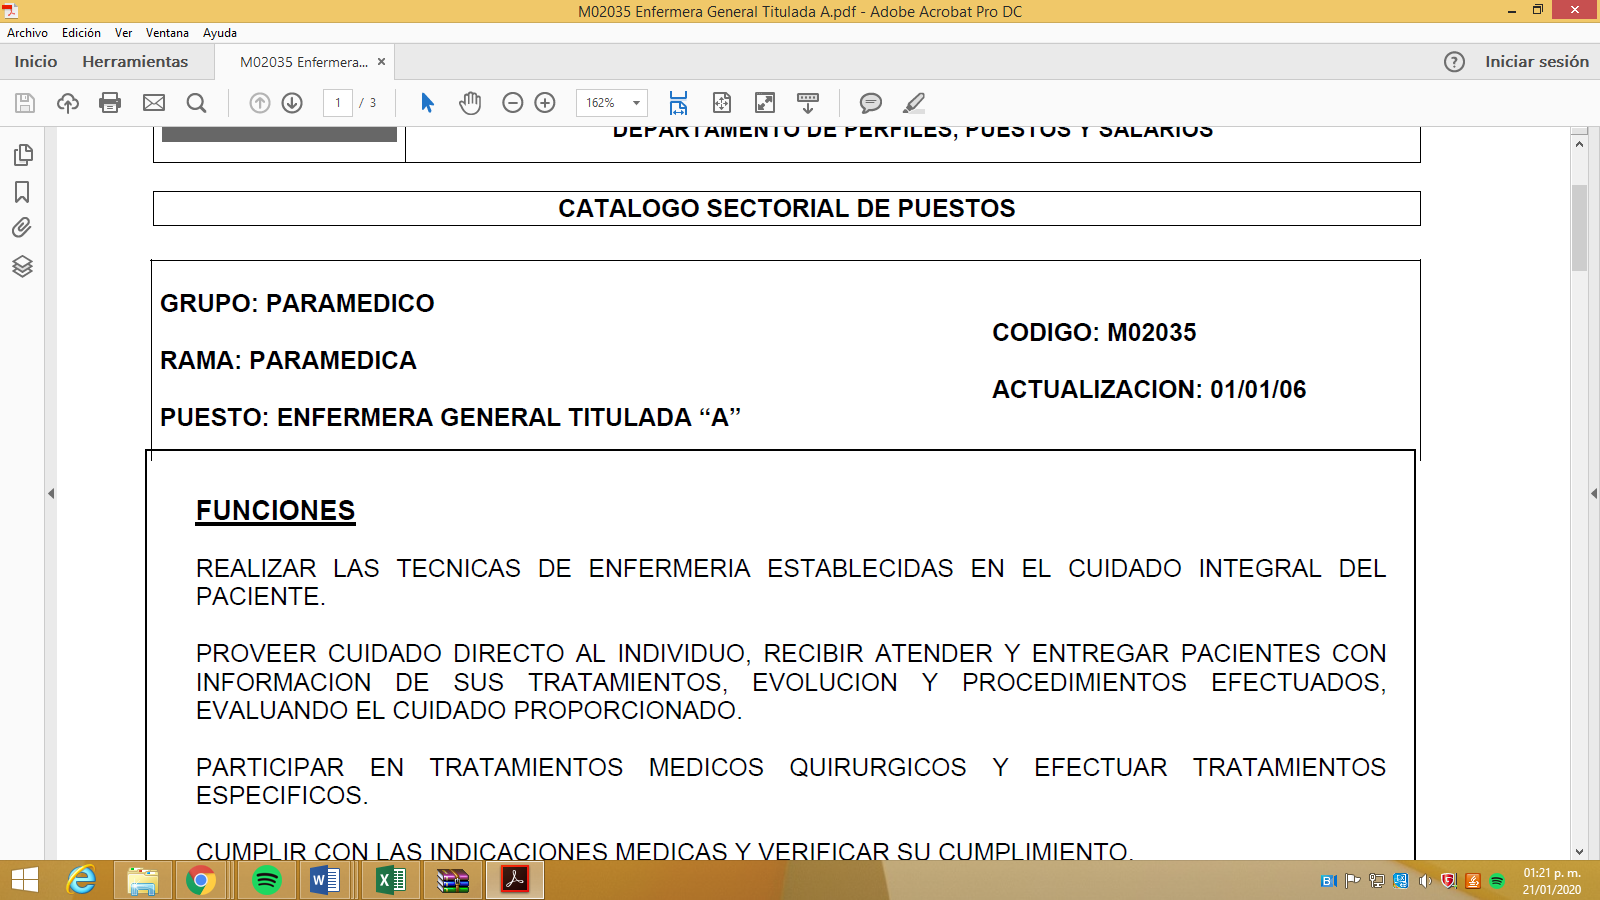 M02035 Enfermera General Titulada A.pdf - Adobe Acrobat Pro DC
Archivo Edición Ver Ventana Ayuda
Inicio Herramientas M02035 Enfermera... × Iniciar sesión
1 / 3 162%
DEPARTAMENTO DE PERFILES, PUESTOS Y SALARIOS
CATALOGO SECTORIAL DE PUESTOS
GRUPO: PARAMEDICO
CODIGO: M02035
RAMA: PARAMEDICA
ACTUALIZACION: 01/01/06
PUESTO: ENFERMERA GENERAL TITULADA “A”
FUNCIONES
REALIZAR LAS TECNICAS DE ENFERMERIA ESTABLECIDAS EN EL CUIDADO INTEGRAL DEL
PACIENTE.
PROVEER CUIDADO DIRECTO AL INDIVIDUO, RECIBIR ATENDER Y ENTREGAR PACIENTES CON
INFORMACION DE SUS TRATAMIENTOS, EVOLUCION Y PROCEDIMIENTOS EFECTUADOS,
EVALUANDO EL CUIDADO PROPORCIONADO.
PARTICIPAR EN TRATAMIENTOS MEDICOS QUIRURGICOS Y EFECTUAR TRATAMIENTOS
ESPECIFICOS.
CUMPLIR CON LAS INDICACIONES MEDICAS Y VERIFICAR SU CUMPLIMIENTO.
01:21 p. m.
21/01/2020